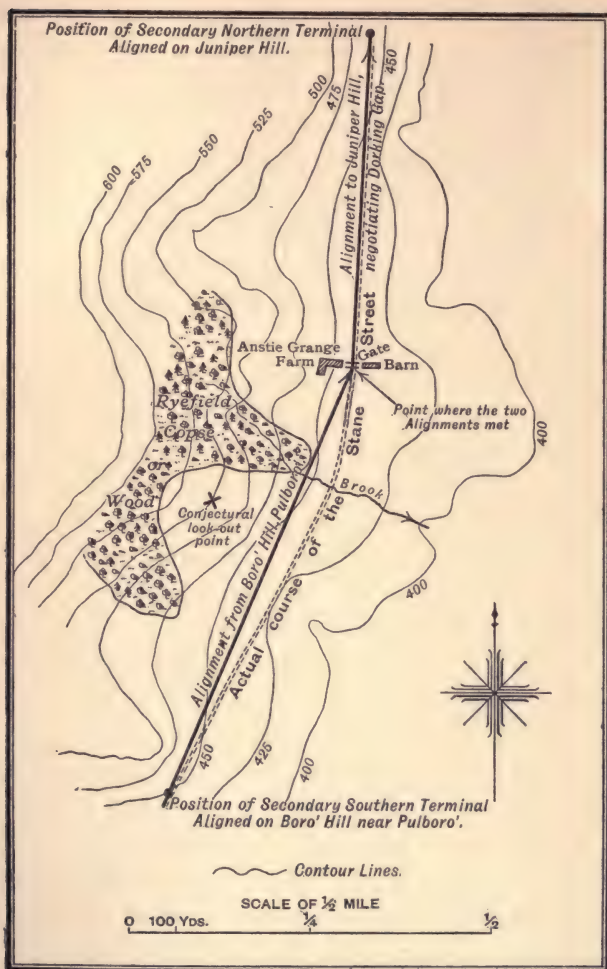 Position of Secondary Northern Terminal
Aligned on Juniper Hill.
450
500
475
525
550
575
600
Alignment to Juniper Hill,
negotiating Dorking Gap.
Anstie Grange
Farm
Gate
Barn
Street
Point where the two
Alignments met
400
Ryefield
Copse
or
Wood
Stane
Brook
Conjectural
look-out
point
Alignment from Boro' Hill Pulboro'
Actual course of the
400
450
425
400
Position of Secondary Southern Terminal
Aligned on Boro' Hill near Pulboro'.
Contour Lines.
SCALE OF ½ MILE
0 100 YDS. ¼ ½